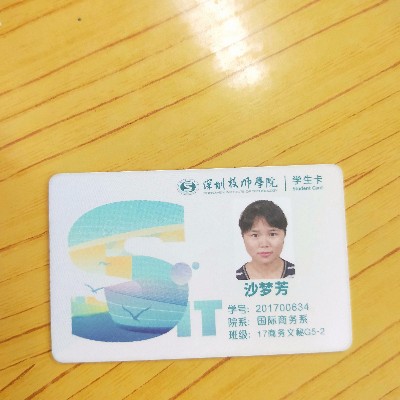 深圳技师学院 学生卡
Student Card
沙梦芳
学号: 201700634
院系: 国际商务系
班级: 17商务文秘G5-2
SIT